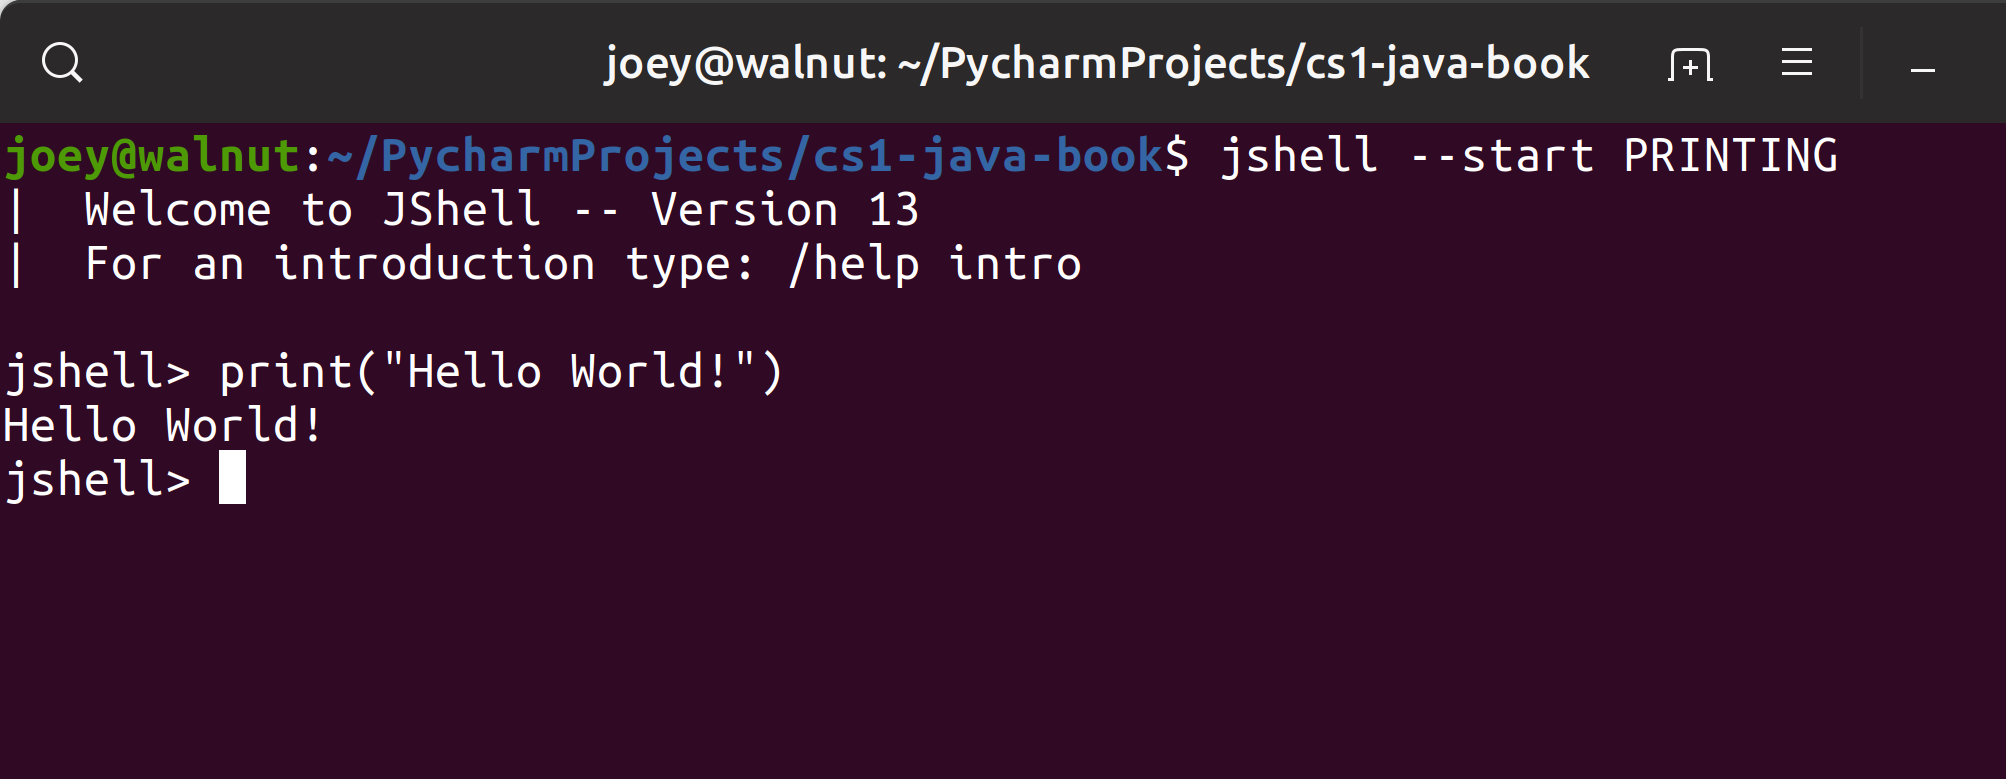 joey@walnut: ~/PycharmProjects/cs1-java-book
joey@walnut:~/PycharmProjects/cs1-java-book$ jshell --start PRINTING
|  Welcome to JShell -- Version 13
|  For an introduction type: /help intro
jshell> print("Hello World!")
Hello World!
jshell>